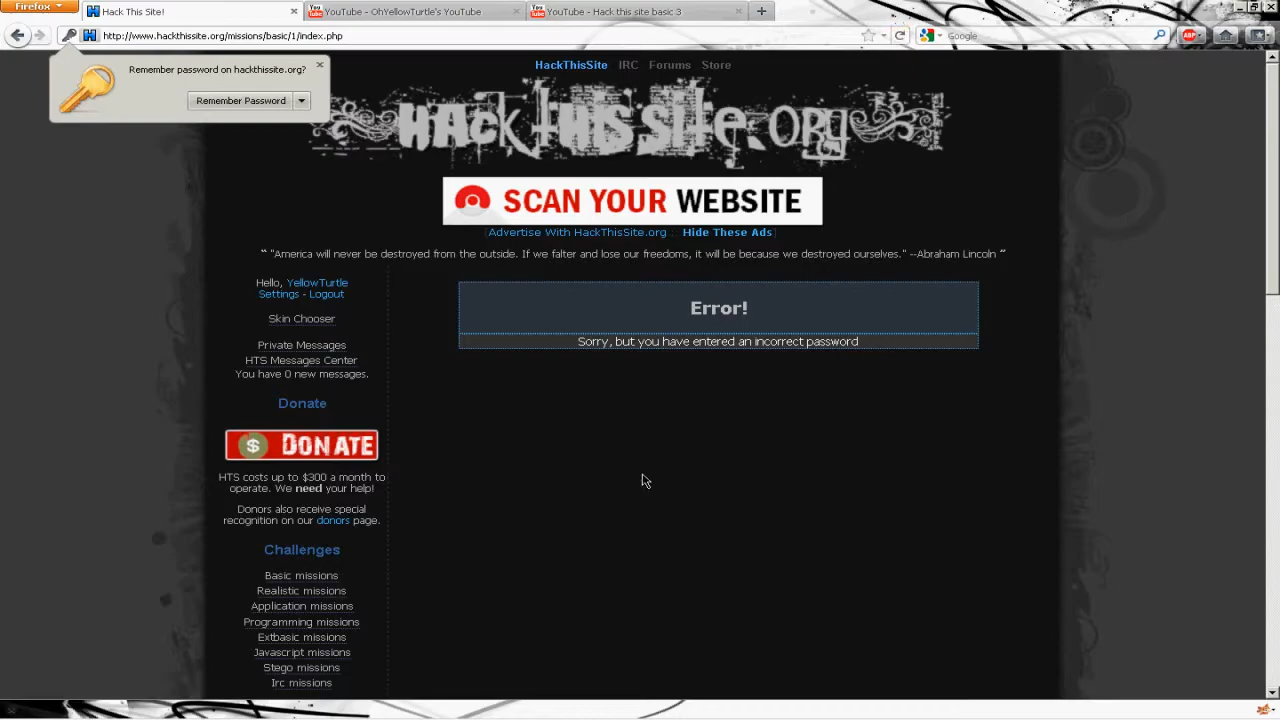 Firefox
Hack This Site!
YouTube - OhYellowTurtle's YouTube
YouTube - Hack this site basic 3
http://www.hackthissite.org/missions/basic/1/index.php
Google
ABP
Remember password on hackthissite.org?
Remember Password
HackThisSite IRC Forums Store
HACK THIS SITE.ORG
SCAN YOUR WEBSITE
[Advertise With HackThisSite.org :: Hide These Ads]
“ "America will never be destroyed from the outside. If we falter and lose our freedoms, it will be because we destroyed ourselves." --Abraham Lincoln ”
Hello, YellowTurtle
Settings - Logout
Skin Chooser
Private Messages
HTS Messages Center
You have 0 new messages.
Donate
$ DONATE
HTS costs up to $300 a month to
operate. We need your help!
Donors also receive special
recognition on our donors page.
Challenges
Basic missions
Realistic missions
Application missions
Programming missions
Extbasic missions
Javascript missions
Stego missions
Irc missions
Error!
Sorry, but you have entered an incorrect password